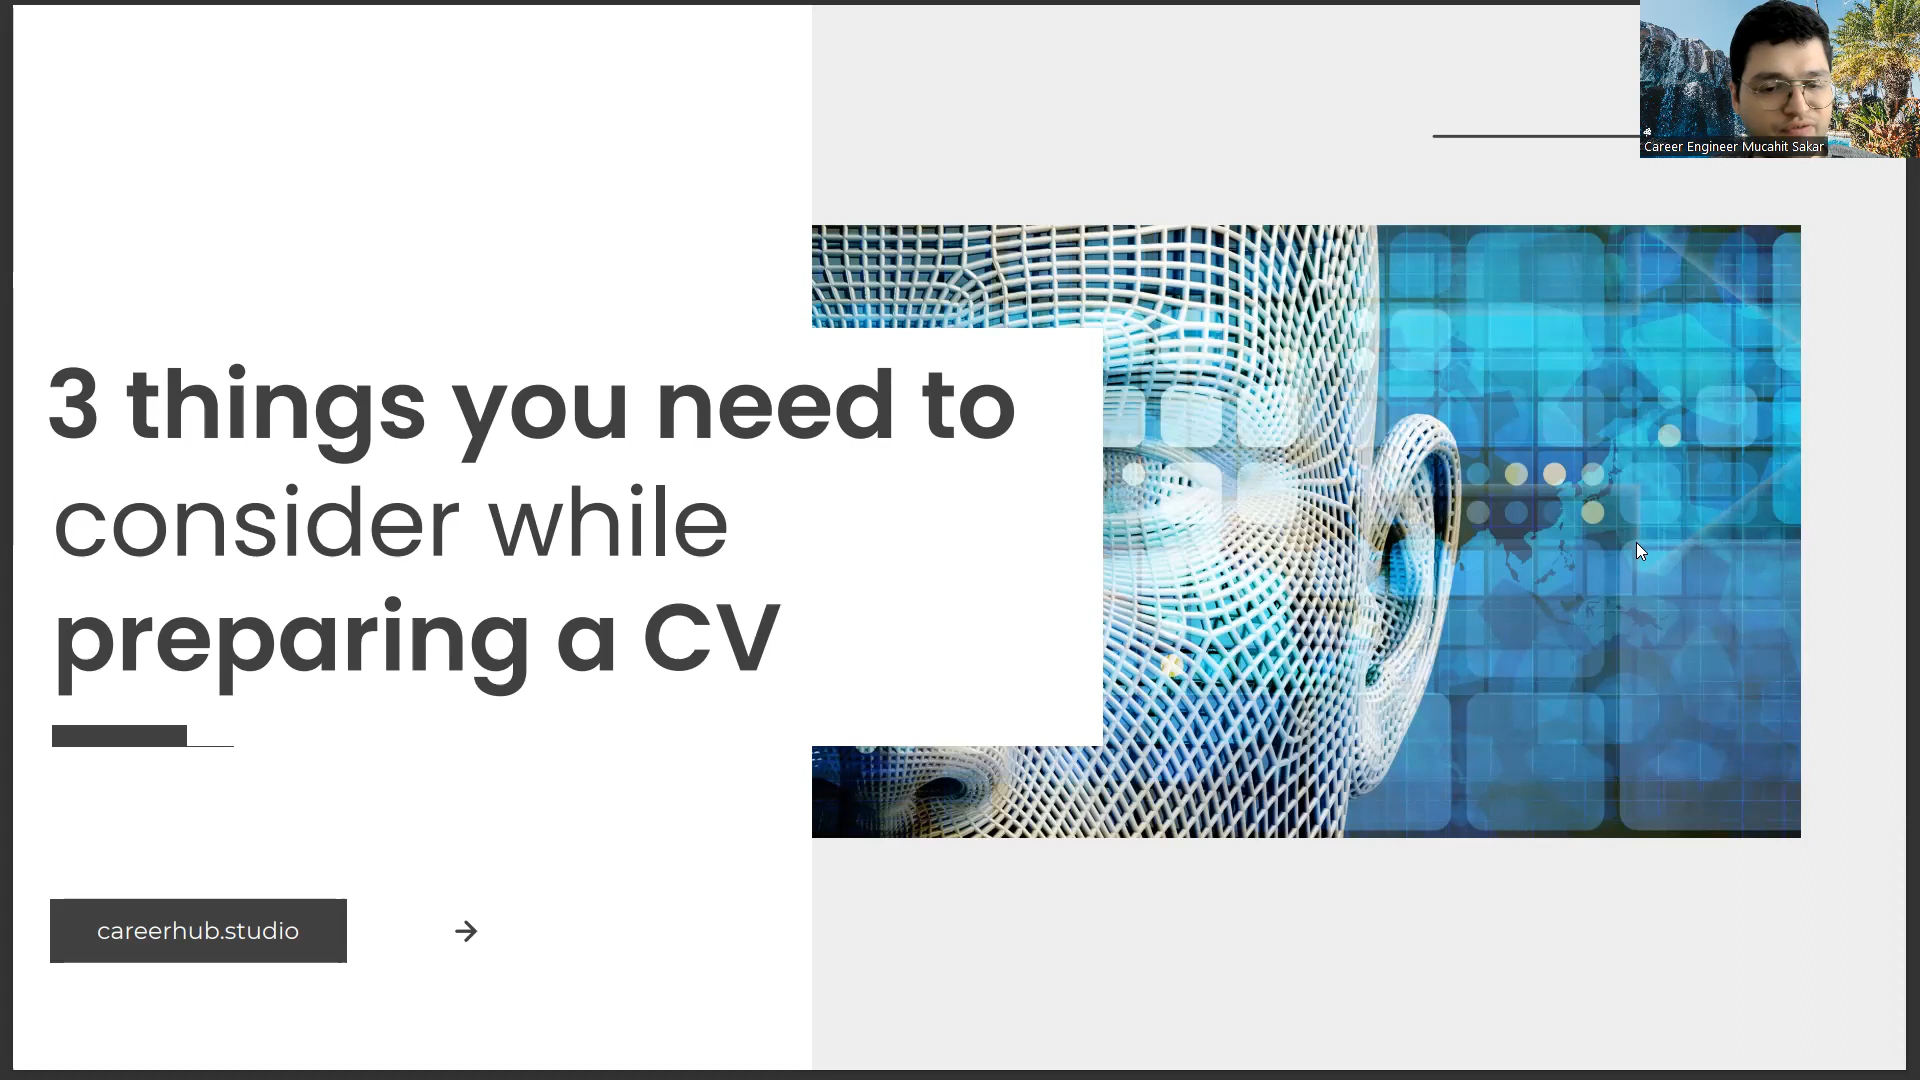 Career Engineer Mucahit Sakar
3 things you need to
consider while
preparing a CV
careerhub.studio